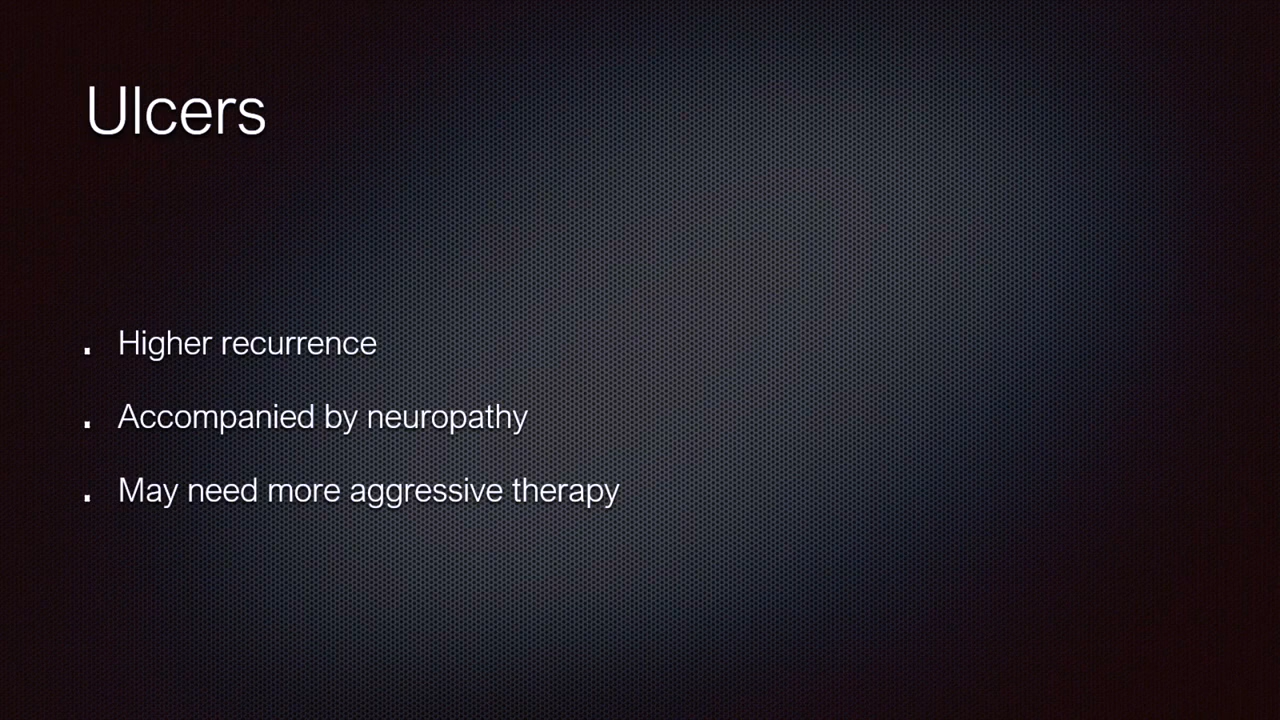 Ulcers
. Higher recurrence
. Accompanied by neuropathy
. May need more aggressive therapy